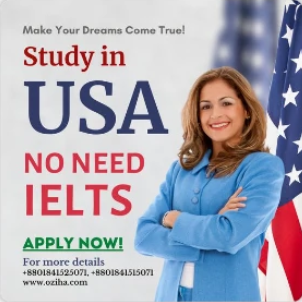 Make Your Dreams Come True!
Study in
USA
NO NEED
IELTS
APPLY NOW!
For more details
+8801841525071, +8801841515071
www.oziha.com